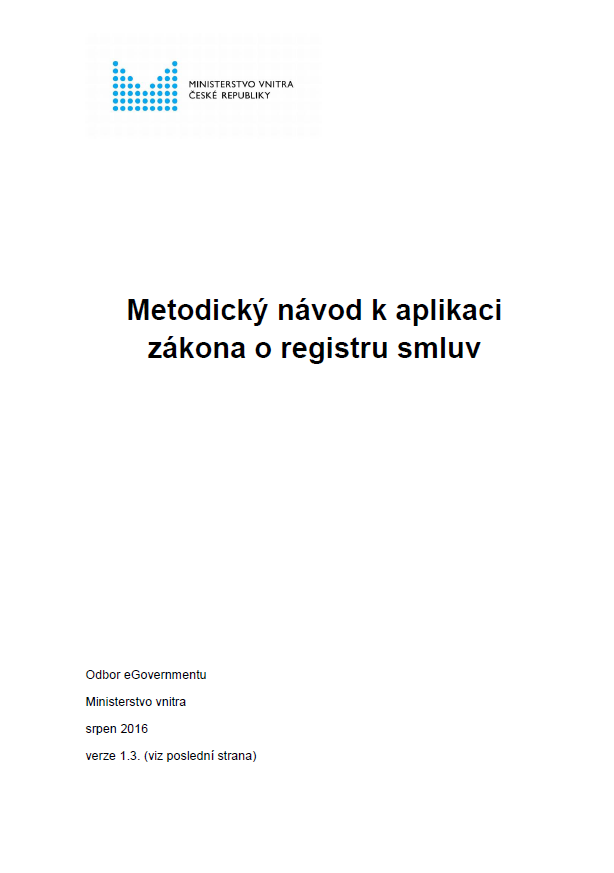 MINISTERSTVO VNITRA
ČESKÉ REPUBLIKY
Metodický návod k aplikaci
zákona o registru smluv
Odbor eGovernmentu
Ministerstvo vnitra
srpen 2016
verze 1.3. (viz poslední strana)